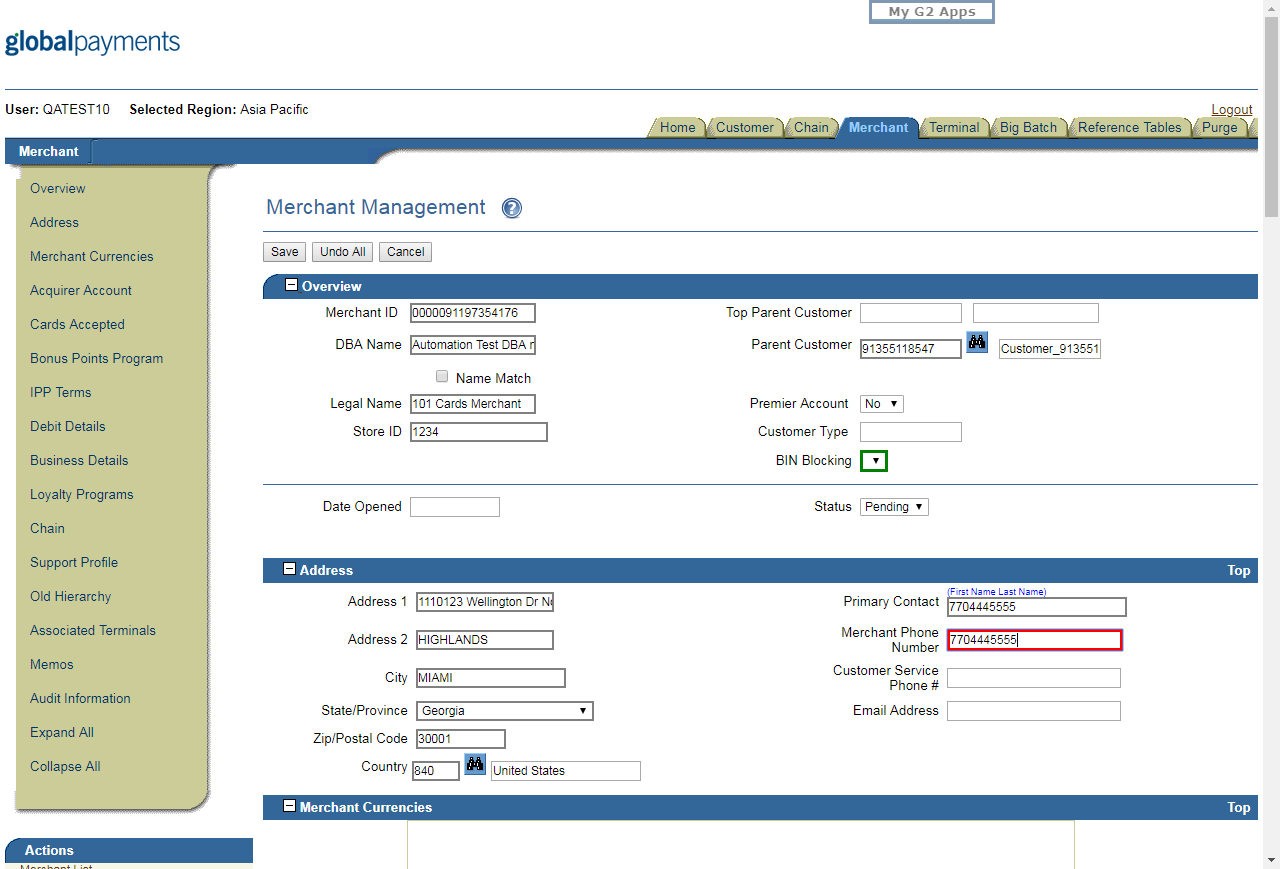 My G2 Apps
globalpayments
User: QATEST10 Selected Region: Asia Pacific
Logout
Home Customer Chain Merchant Terminal Big Batch Reference Tables Purge
Merchant
Overview
Address
Merchant Currencies
Acquirer Account
Cards Accepted
Bonus Points Program
IPP Terms
Debit Details
Business Details
Loyalty Programs
Chain
Support Profile
Old Hierarchy
Associated Terminals
Memos
Audit Information
Expand All
Collapse All
Actions
Merchant List
Merchant Management ?
Save Undo All Cancel
Overview
Merchant ID 0000091197354176 Top Parent Customer
DBA Name Automation Test DBA Parent Customer 91355118547 Customer_913551
Name Match
Legal Name 101 Cards Merchant Premier Account No
Store ID 1234 Customer Type
BIN Blocking
Date Opened Status Pending
Address Top
(First Name Last Name)
Address 1 1110123 Wellington Dr Primary Contact 7704445555
Address 2 HIGHLANDS Merchant Phone Number 7704445555
City MIAMI Customer Service Phone #
State/Province Georgia Email Address
Zip/Postal Code 30001
Country 840 United States
Merchant Currencies Top